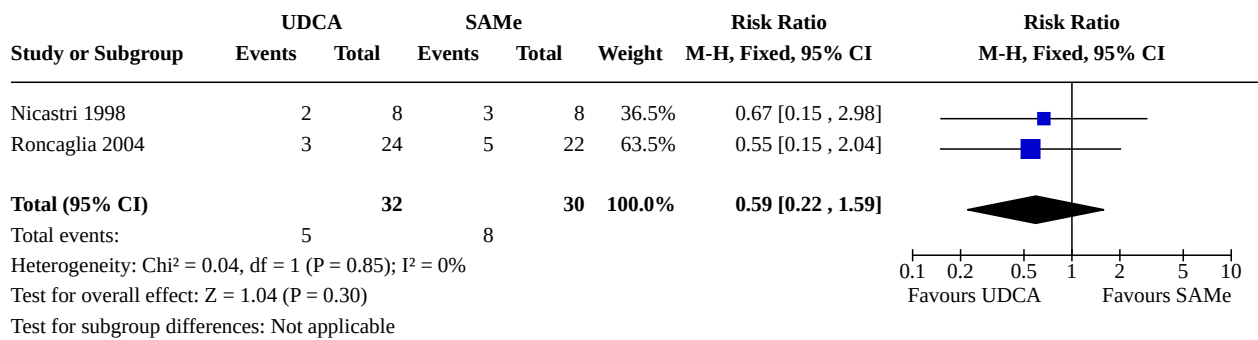 UDCA SAMe Risk Ratio Risk Ratio
Study or Subgroup Events Total Events Total Weight M-H, Fixed, 95% CI M-H, Fixed, 95% CI
Nicastri 1998 2 8 3 8 36.5% 0.67 [0.15 , 2.98]
Roncaglia 2004 3 24 5 22 63.5% 0.55 [0.15 , 2.04]
Total (95% CI) 32 30 100.0% 0.59 [0.22 , 1.59]
Total events: 5 8
Heterogeneity: Chi² = 0.04, df = 1 (P = 0.85); I² = 0%
0.1 0.2 0.5 1 2 5 10
Test for overall effect: Z = 1.04 (P = 0.30)
Favours UDCA Favours SAMe
Test for subgroup differences: Not applicable